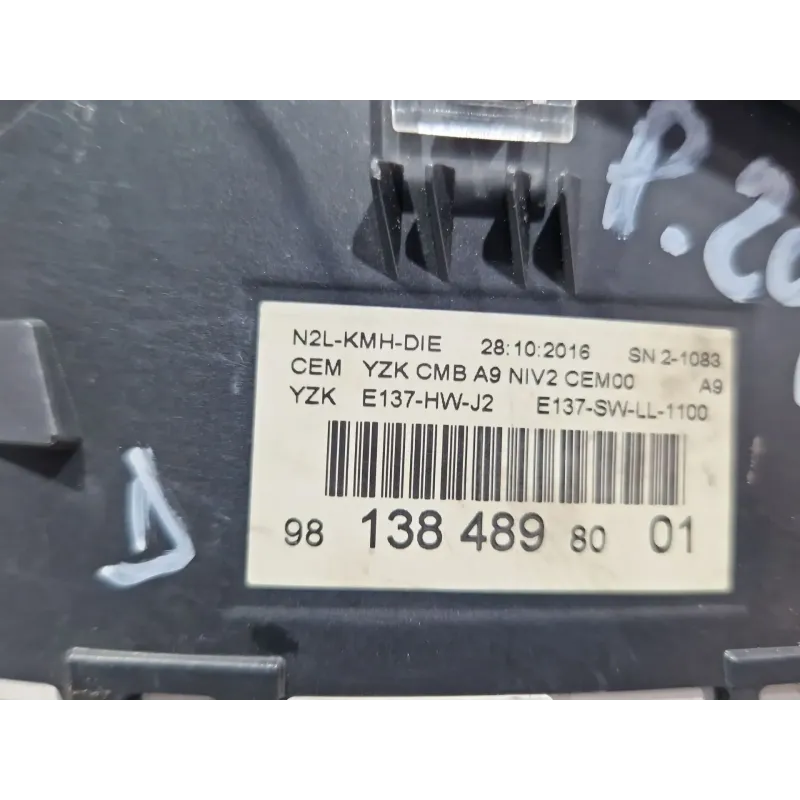 P.20
N2L-KMH-DIE 28:10:2016 SN 2-1083
CEM YZK CMB A9 NIV2 CEM00 A9
YZK E137-HW-J2 E137-SW-LL-1100
98 138 489 80 01
D